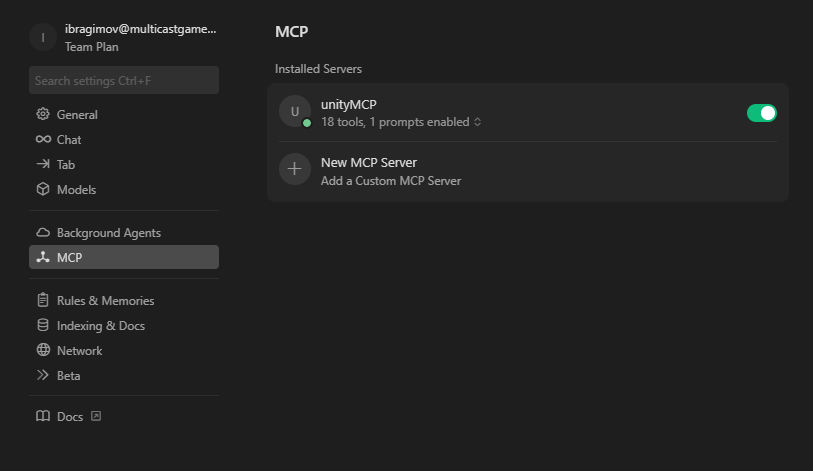 I
ibragimov@multicastgame...
Team Plan
Search settings Ctrl+F
General
Chat
Tab
Models
Background Agents
MCP
Rules & Memories
Indexing & Docs
Network
Beta
Docs
MCP
Installed Servers
U
unityMCP
18 tools, 1 prompts enabled
New MCP Server
Add a Custom MCP Server